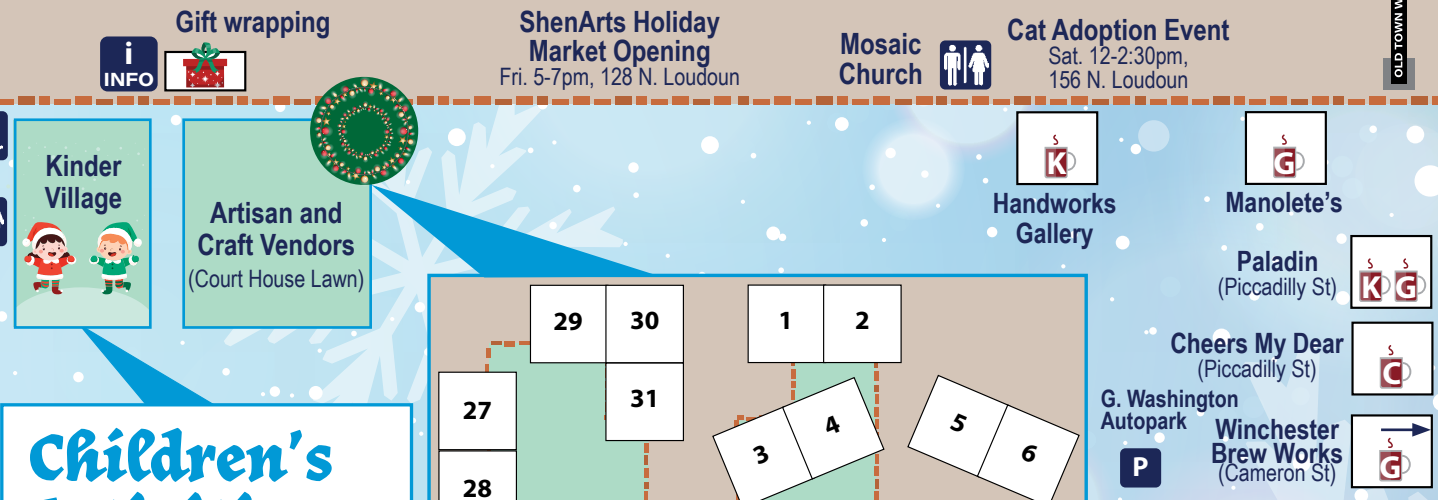 Gift wrapping
i
INFO
ShenArts Holiday
Market Opening
Fri. 5-7pm, 128 N. Loudoun
Mosaic
Church
Cat Adoption Event
Sat. 12-2:30pm,
156 N. Loudoun
OLD TOWN
Kinder
Village
Artisan and
Craft Vendors
(Court House Lawn)
K
Handworks
Gallery
G
Manolete's
Paladin
(Piccadilly St)
K G
Cheers My Dear
(Piccadilly St)
C
G. Washington
Autopark
P
Winchester
Brew Works
(Cameron St)
G
29
30
31
27
28
1
2
3
4
5
6
Children's